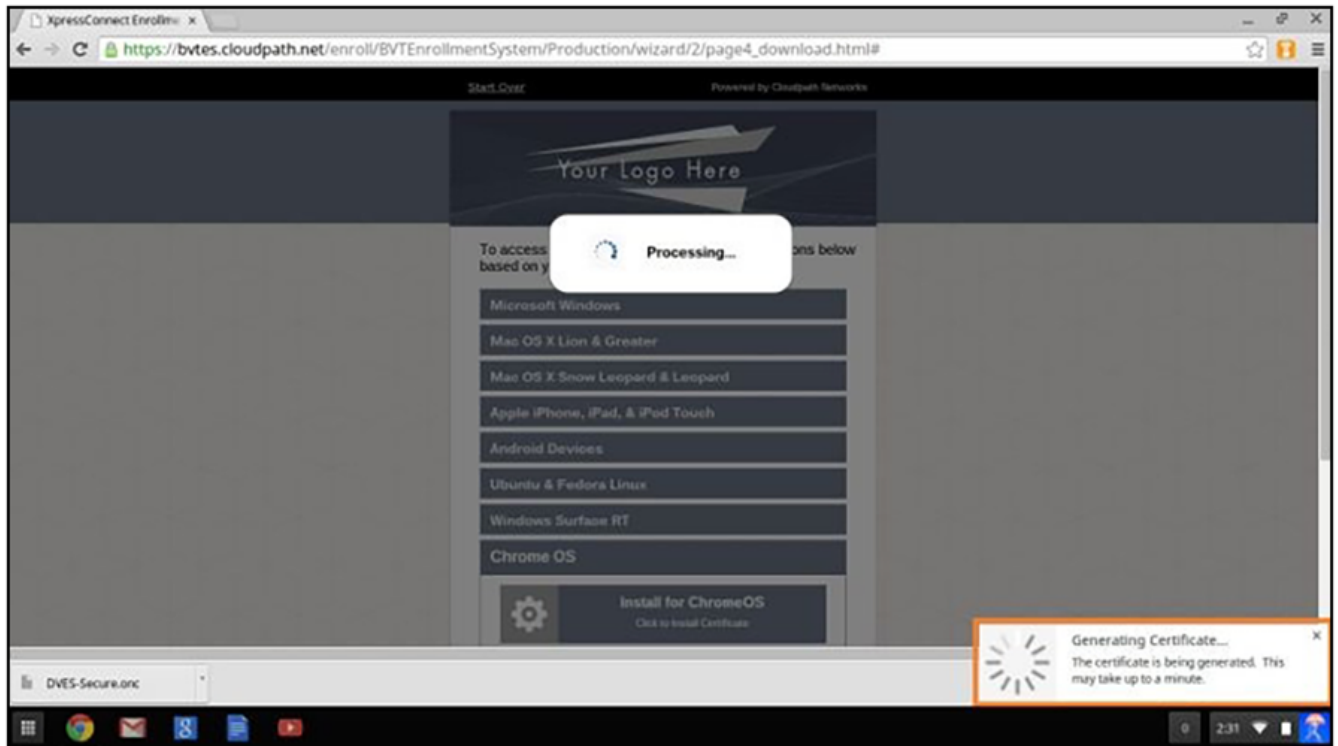 XpressConnect Enrollme
https://bvtes.cloudpath.net/enroll/BVTEnrollmentSystem/Production/wizard/2/page4_download.html#
Start Over Powered by Cloudpath Networks
Your Logo Here
To access ons below
based on y
Processing...
Microsoft Windows
Mac OS X Lion & Greater
Mac OS X Snow Leopard & Leopard
Apple iPhone, iPad, & iPod Touch
Android Devices
Ubuntu & Fedora Linux
Windows Surface RT
Chrome OS
Install for ChromeOS
Click to Install Certificate
Generating Certificate...
The certificate is being generated. This
may take up to a minute.
DVES-Secure.onc
8
0 2:31